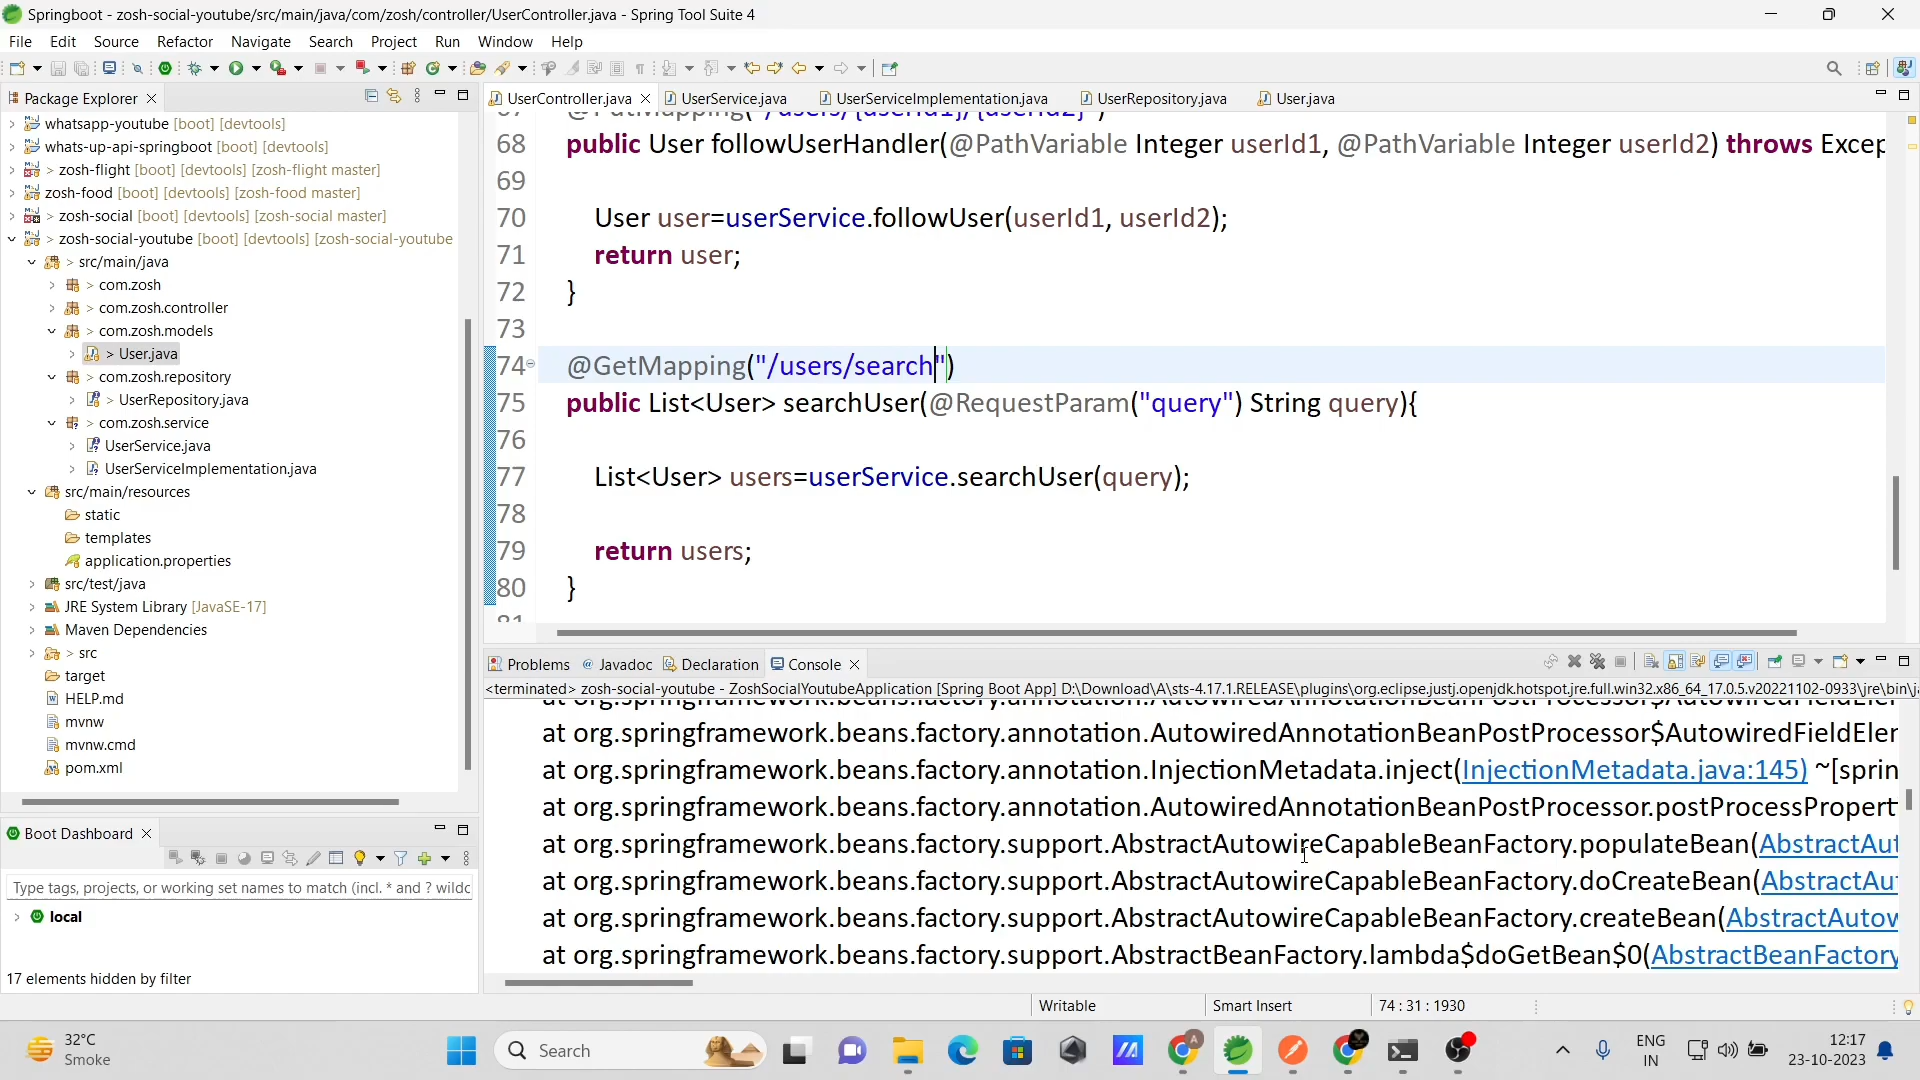 Springboot - zosh-social-youtube/src/main/java/com/zosh/controller/UserController.java - Spring Tool Suite 4
File Edit Source Refactor Navigate Search Project Run Window Help
Package Explorer
whatsapp-youtube [boot] [devtools]
whats-up-api-springboot [boot] [devtools]
> zosh-flight [boot] [devtools] [zosh-flight master]
zosh-food [boot] [devtools] [zosh-food master]
> zosh-social [boot] [devtools] [zosh-social master]
> zosh-social-youtube [boot] [devtools] [zosh-social-youtube
> src/main/java
> com.zosh
> com.zosh.controller
> com.zosh.models
> User.java
> com.zosh.repository
> UserRepository.java
> com.zosh.service
UserService.java
UserServiceImplementation.java
src/main/resources
static
templates
application.properties
src/test/java
JRE System Library [JavaSE-17]
Maven Dependencies
> src
target
HELP.md
mvnw
mvnw.cmd
pom.xml
Boot Dashboard
Type tags, projects, or working set names to match (incl. * and ? wildc
local
17 elements hidden by filter
UserController.java UserService.java UserServiceImplementation.java UserRepository.java User.java
68 public User followUserHandler(@PathVariable Integer userId1, @PathVariable Integer userId2) throws Excep
69
70 User user=userService.followUser(userId1, userId2);
71 return user;
72 }
73
74 @GetMapping("/users/search")
75 public List<User> searchUser(@RequestParam("query") String query){
76
77 List<User> users=userService.searchUser(query);
78
79 return users;
80 }
Problems @ Javadoc Declaration Console
<terminated> zosh-social-youtube - ZoshSocialYoutubeApplication [Spring Boot App] D:\Download\A\sts-4.17.1.RELEASE\plugins\org.eclipse.justj.openjdk.hotspot.jre.full.win32.x86_64_17.0.5.v20221102-0933\jre\bin\j
at org.springframework.beans.factory.annotation.AutowiredAnnotationBeanPostProcessor$AutowiredFieldEler
at org.springframework.beans.factory.annotation.InjectionMetadata.inject(InjectionMetadata.java:145) ~[sprin
at org.springframework.beans.factory.annotation.AutowiredAnnotationBeanPostProcessor.postProcessPropert
at org.springframework.beans.factory.support.AbstractAutowireCapableBeanFactory.populateBean(AbstractAut
at org.springframework.beans.factory.support.AbstractAutowireCapableBeanFactory.doCreateBean(AbstractAu
at org.springframework.beans.factory.support.AbstractAutowireCapableBeanFactory.createBean(AbstractAutow
at org.springframework.beans.factory.support.AbstractBeanFactory.lambda$doGetBean$0(AbstractBeanFactory
Writable Smart Insert 74 : 31 : 1930
32°C
Smoke
Search
ENG
IN
12:17
23-10-2023